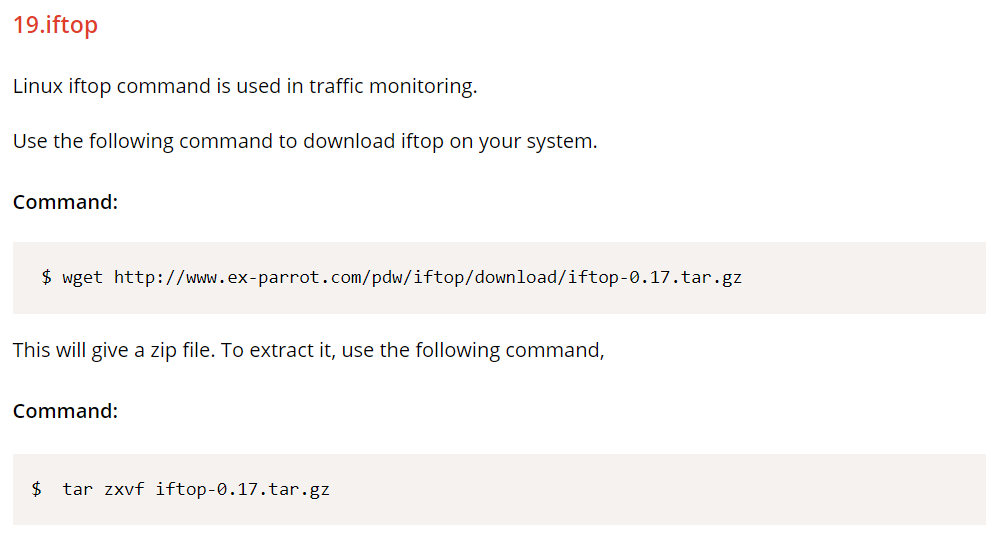 19.iftop
Linux iftop command is used in traffic monitoring.
Use the following command to download iftop on your system.
Command:
$ wget http://www.ex-parrot.com/pdw/iftop/download/iftop-0.17.tar.gz
This will give a zip file. To extract it, use the following command,
Command:
$  tar zxvf iftop-0.17.tar.gz